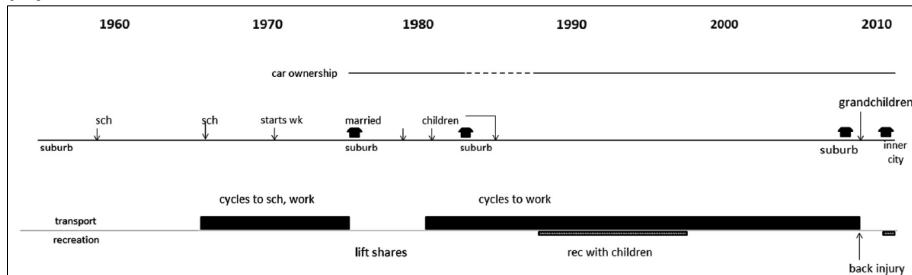 1960 1970 1980 1990 2000 2010
car ownership
grandchildren
sch sch starts wk married children
suburb suburb suburb suburb inner
city
cycles to sch, work cycles to work
transport
recreation
lift shares rec with children
back injury